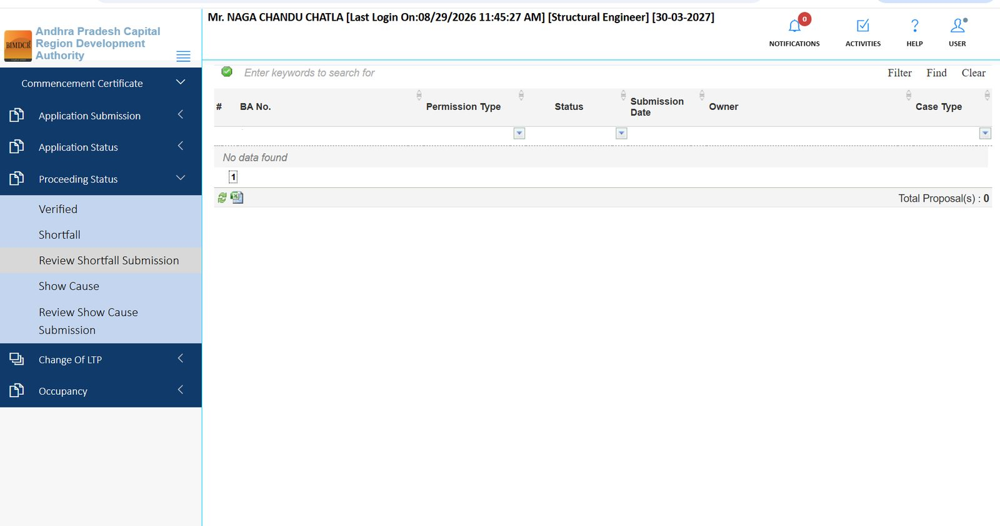 Mr. NAGA CHANDU CHATLA [Last Login On:08/29/2026 11:45:27 AM] [Structural Engineer] [30-03-2027]
BIMDCR
Andhra Pradesh Capital
Region Development
Authority
0
NOTIFICATIONS
ACTIVITIES
HELP
USER
Commencement Certificate
Application Submission
Application Status
Proceeding Status
Verified
Shortfall
Review Shortfall Submission
Show Cause
Review Show Cause
Submission
Change Of LTP
Occupancy
Enter keywords to search for
Filter Find Clear
# BA No. Permission Type Status Submission Date Owner Case Type
No data found
1
Total Proposal(s) : 0